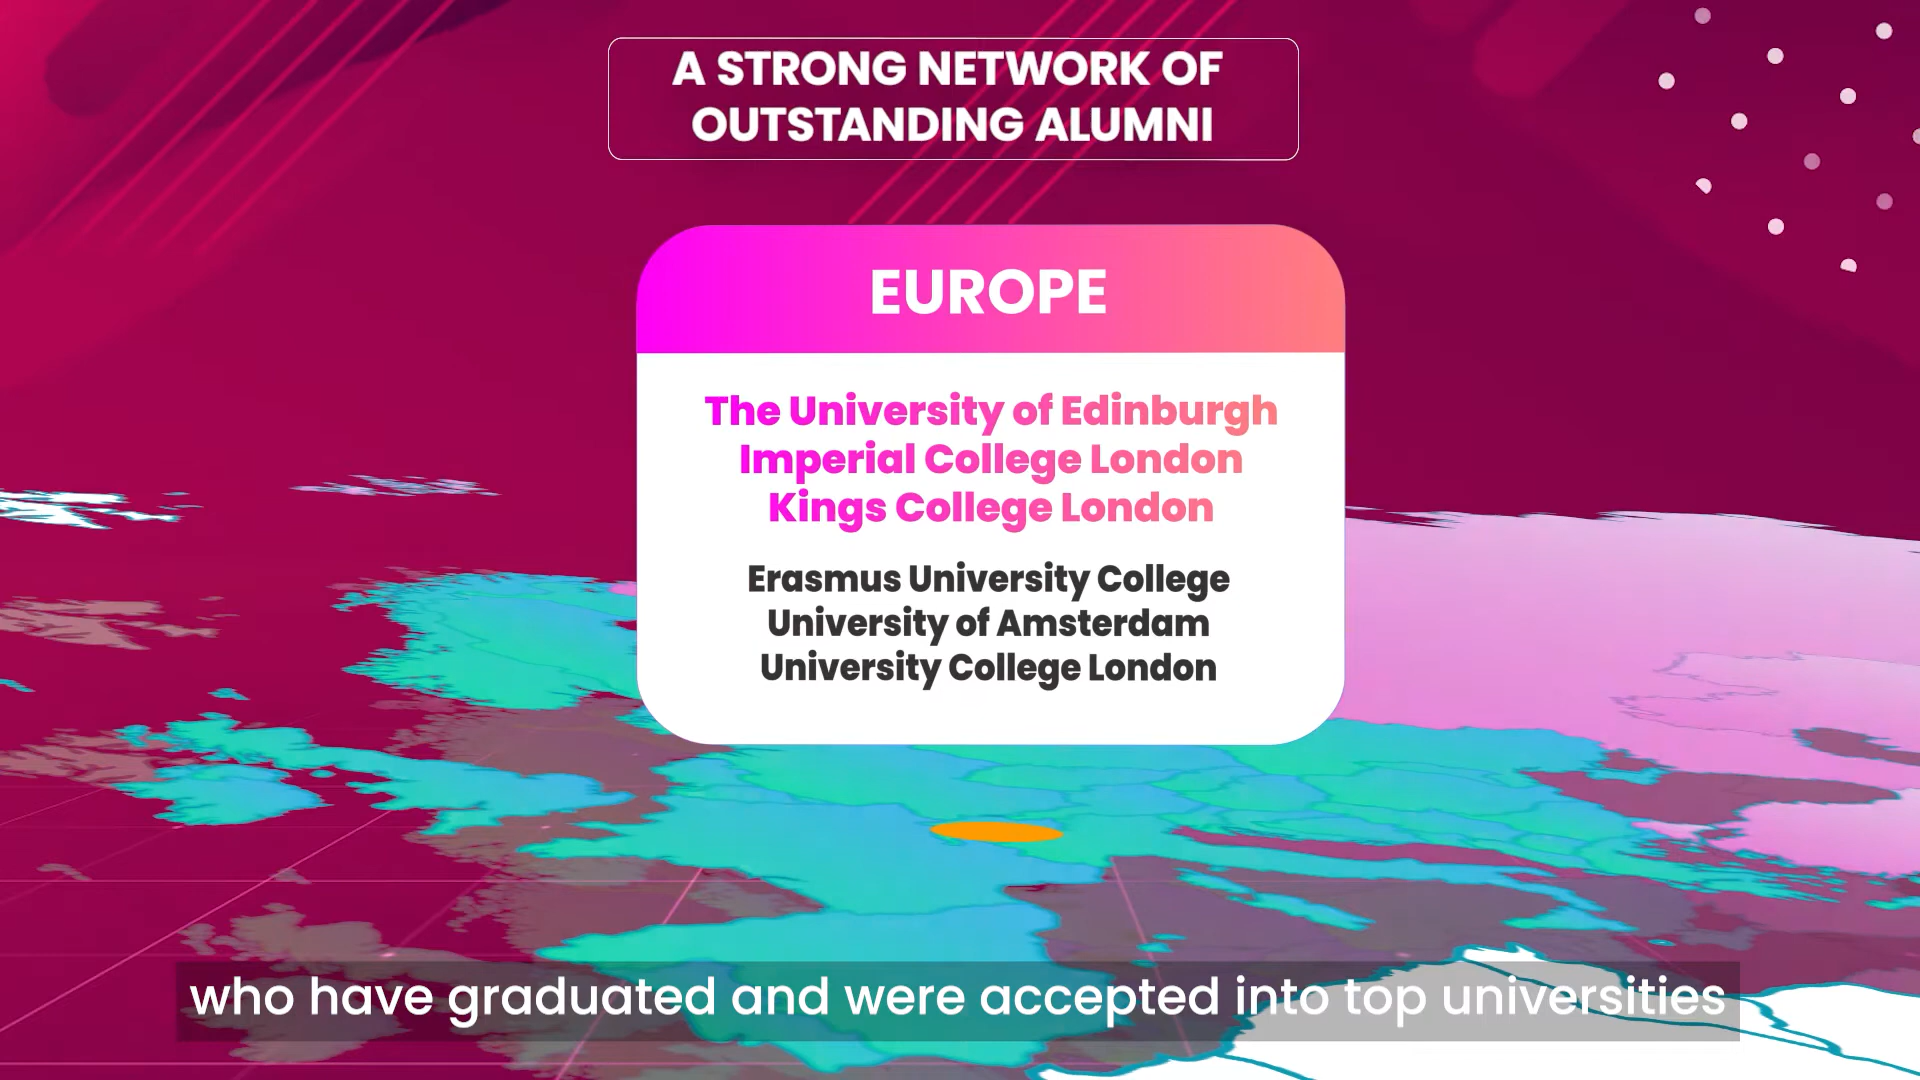 A STRONG NETWORK OF
OUTSTANDING ALUMNI
EUROPE
The University of Edinburgh
Imperial College London
Kings College London
Erasmus University College
University of Amsterdam
University College London
who have graduated and were accepted into top universities